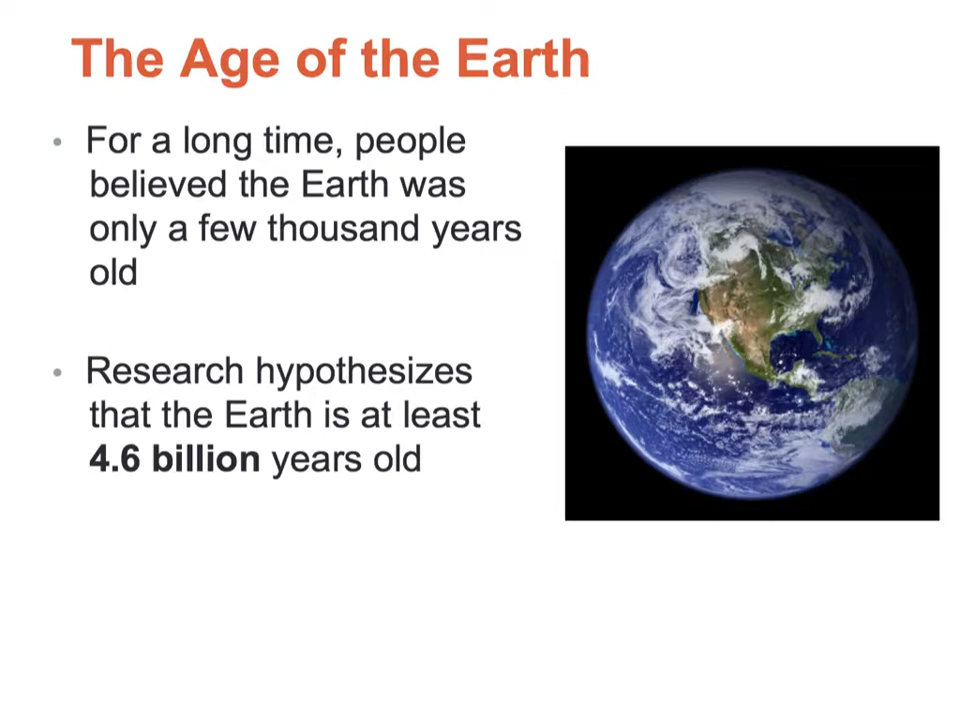 The Age of the Earth
• For a long time, people
believed the Earth was
only a few thousand years
old
• Research hypothesizes
that the Earth is at least
4.6 billion years old